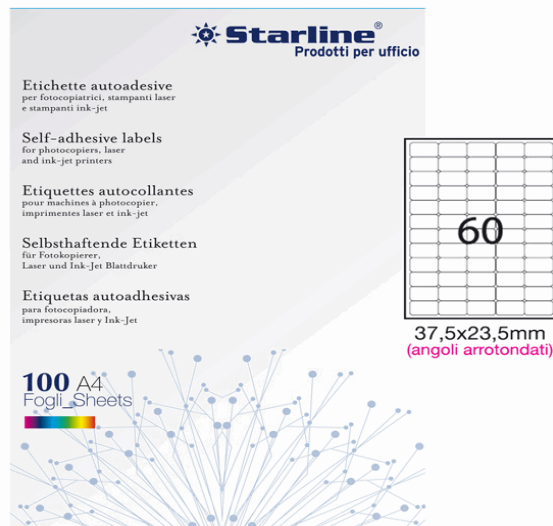 Starline®
Prodotti per ufficio
Etichette autoadesive
per fotocopiatrici, stampanti laser
e stampanti ink-jet
Self-adhesive labels
for photocopiers, laser
and ink-jet printers
Etiquettes autocollantes
pour machines à photocopier,
imprimentes laser et ink-jet
Selbsthaftende Etiketten
für Fotokopierer,
Laser und Ink-Jet Blattdruker
Etiquetas autoadhesivas
para fotocopiadora,
impresoras laser y Ink-Jet
100 A4
Fogli_Sheets
60
37,5x23,5mm
(angoli arrotondati)